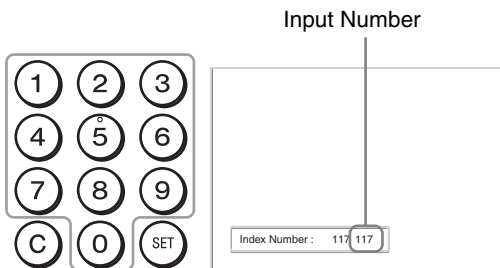 Input Number
1 2 3
4 5 6
7 8 9
C 0 SET
Index Number : 117 117